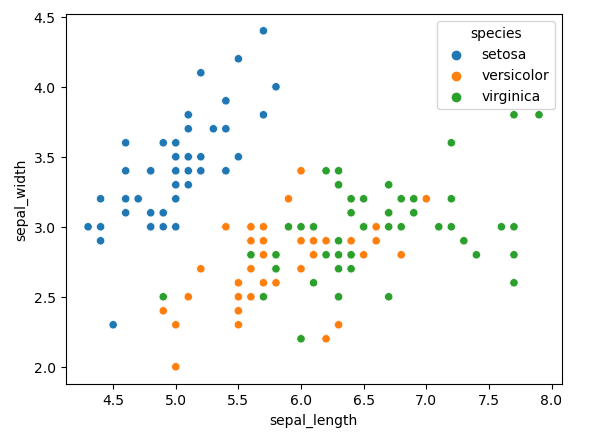 species
setosa
versicolor
virginica
4.5
4.0
3.5
3.0
2.5
2.0
sepal_width
4.5 5.0 5.5 6.0 6.5 7.0 7.5 8.0
sepal_length